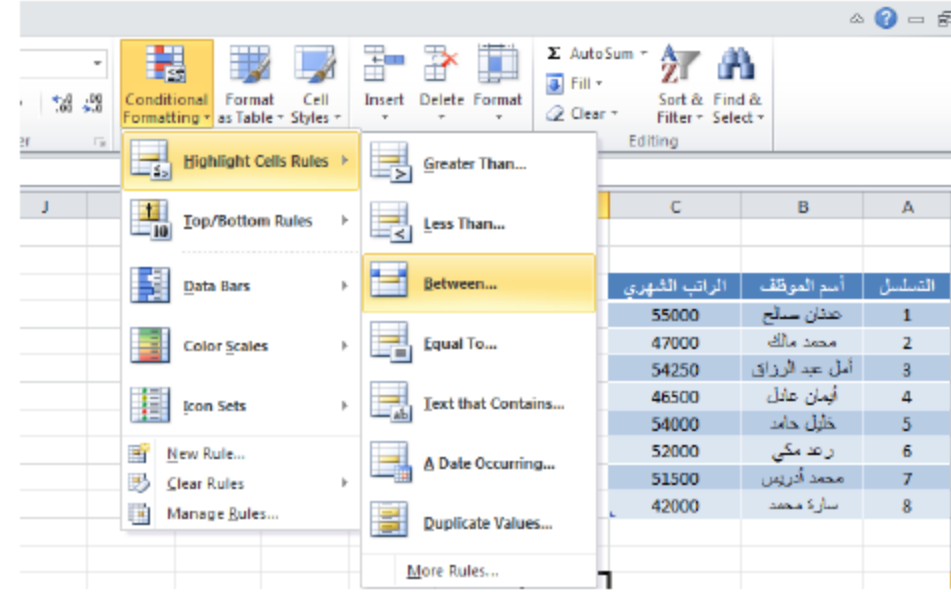 Conditional Formatting
Format as Table
Cell Styles
Insert
Delete
Format
Σ AutoSum
Fill
Clear
Sort & Filter
Find & Select
Editing
Highlight Cells Rules
Top/Bottom Rules
Data Bars
Color Scales
Icon Sets
New Rule...
Clear Rules
Manage Rules...
Greater Than...
Less Than...
Between...
Equal To...
Text that Contains...
A Date Occurring...
Duplicate Values...
More Rules...
J C B A
التسلسل أسم الموظف الراتب الشهري
1 عدنان صالح 55000
2 محمد مالك 47000
3 أمل عبد الرزاق 54250
4 أيمان عادل 46500
5 خليل حامد 54000
6 رعد مكي 52000
7 محمد أدريس 51500
8 سارة محمد 42000